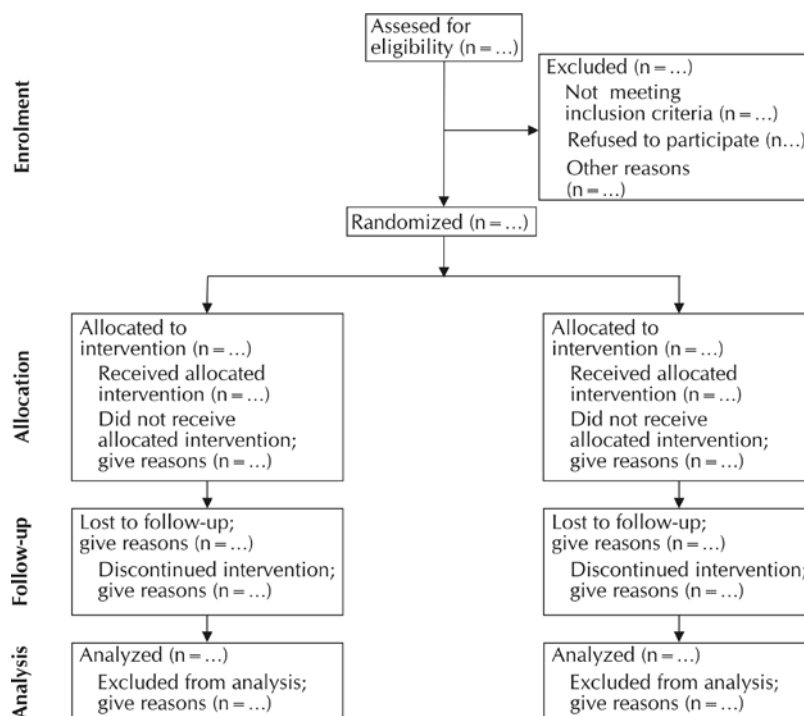 Assesed for
eligibility (n = ...)
Enrolment
Excluded (n = ...)
Not meeting
inclusion criteria (n = ...)
Refused to participate (n...)
Other reasons
(n = ...)
Randomized (n = ...)
Allocation
Allocated to
intervention (n = ...)
Received allocated
intervention (n = ...)
Did not receive
allocated intervention;
give reasons (n = ...)
Allocated to
intervention (n = ...)
Received allocated
intervention (n = ...)
Did not receive
allocated intervention;
give reasons (n = ...)
Follow-up
Lost to follow-up;
give reasons (n = ...)
Discontinued intervention;
give reasons (n = ...)
Lost to follow-up;
give reasons (n = ...)
Discontinued intervention;
give reasons (n = ...)
Analysis
Analyzed (n = ...)
Excluded from analysis;
give reasons (n = ...)
Analyzed (n = ...)
Excluded from analysis;
give reasons (n = ...)